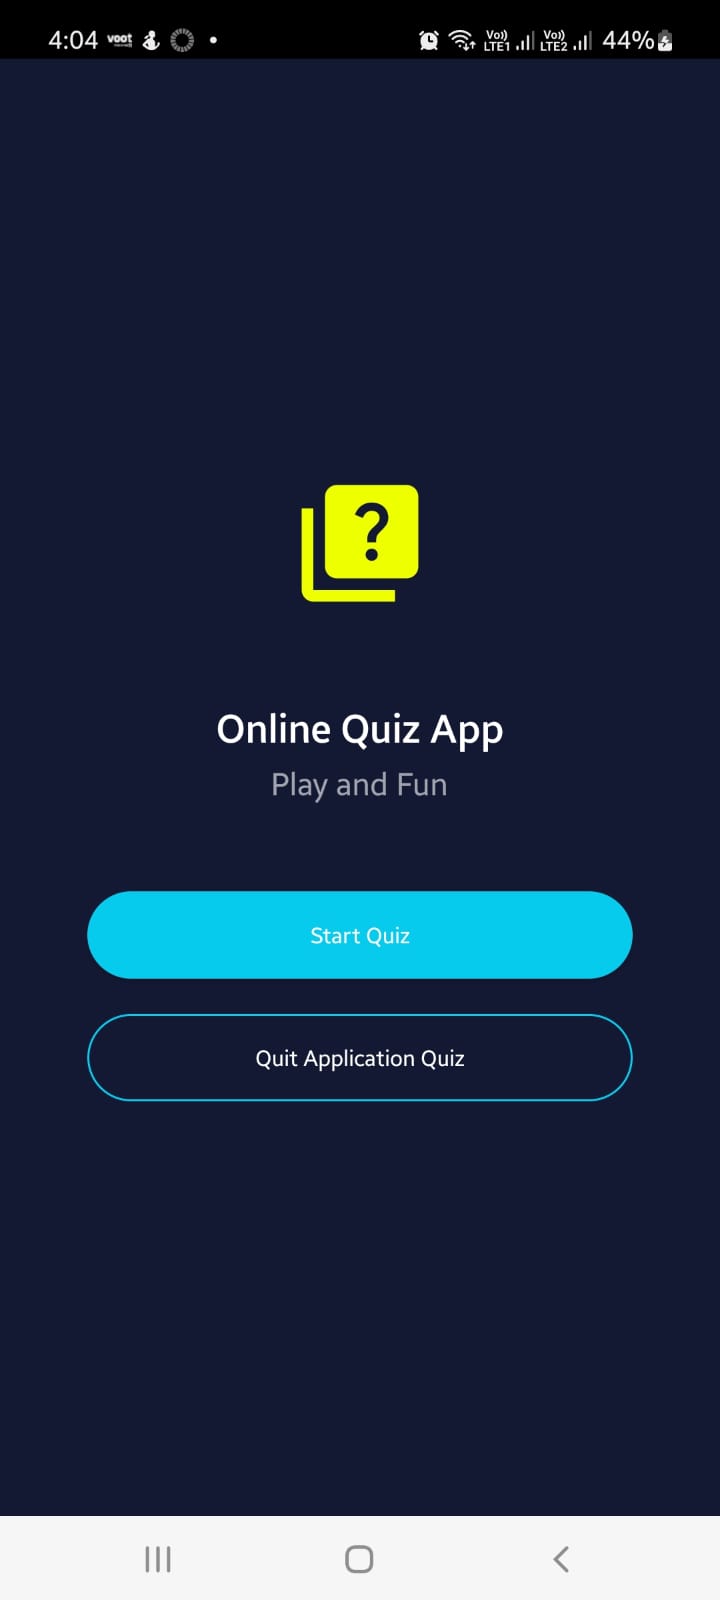 4:04 voot Vo)) LTE1 Vo)) LTE2 44%
?
Online Quiz App
Play and Fun
Start Quiz
Quit Application Quiz